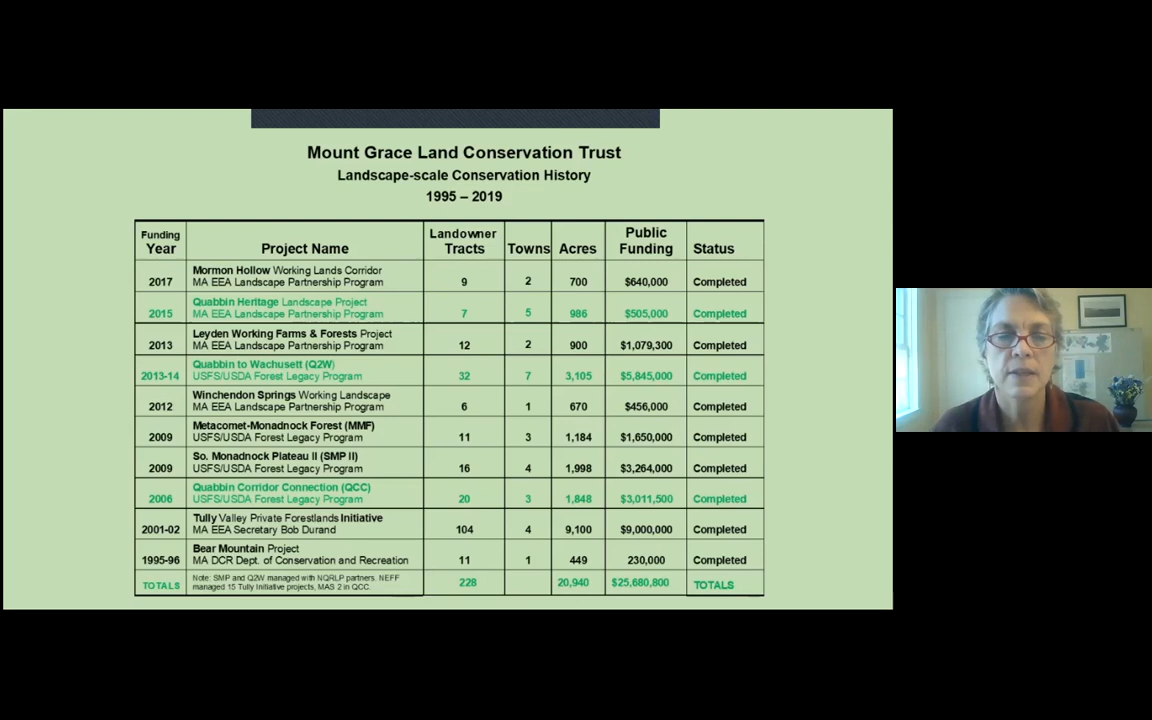 Mount Grace Land Conservation Trust
Landscape-scale Conservation History
1995 – 2019
Funding Year Project Name Landowner Tracts Towns Acres Public Funding Status
Mormon Hollow Working Lands Corridor
2017 MA EEA Landscape Partnership Program 9 2 700 $640,000 Completed
Quabbin Heritage Landscape Project
2015 MA EEA Landscape Partnership Program 7 5 986 $505,000 Completed
Leyden Working Farms & Forests Project
2013 MA EEA Landscape Partnership Program 12 2 900 $1,079,300 Completed
Quabbin to Wachusett (Q2W)
2013-14 USFS/USDA Forest Legacy Program 32 7 3,105 $5,845,000 Completed
Winchendon Springs Working Landscape
2012 MA EEA Landscape Partnership Program 6 1 670 $456,000 Completed
Metacomet-Monadnock Forest (MMF)
2009 USFS/USDA Forest Legacy Program 11 3 1,184 $1,650,000 Completed
So. Monadnock Plateau II (SMP II)
2009 USFS/USDA Forest Legacy Program 16 4 1,998 $3,264,000 Completed
Quabbin Corridor Connection (QCC)
2006 USFS/USDA Forest Legacy Program 20 3 1,848 $3,011,500 Completed
Tully Valley Private Forestlands Initiative
2001-02 MA EEA Secretary Bob Durand 104 4 9,100 $9,000,000 Completed
Bear Mountain Project
1995-96 MA DCR Dept. of Conservation and Recreation 11 1 449 230,000 Completed
Note: SMP and Q2W managed with NQRLP partners. NEFF
TOTALS managed 15 Tully Initiative projects, MAS 2 in QCC. 228 20,940 $25,680,800 TOTALS